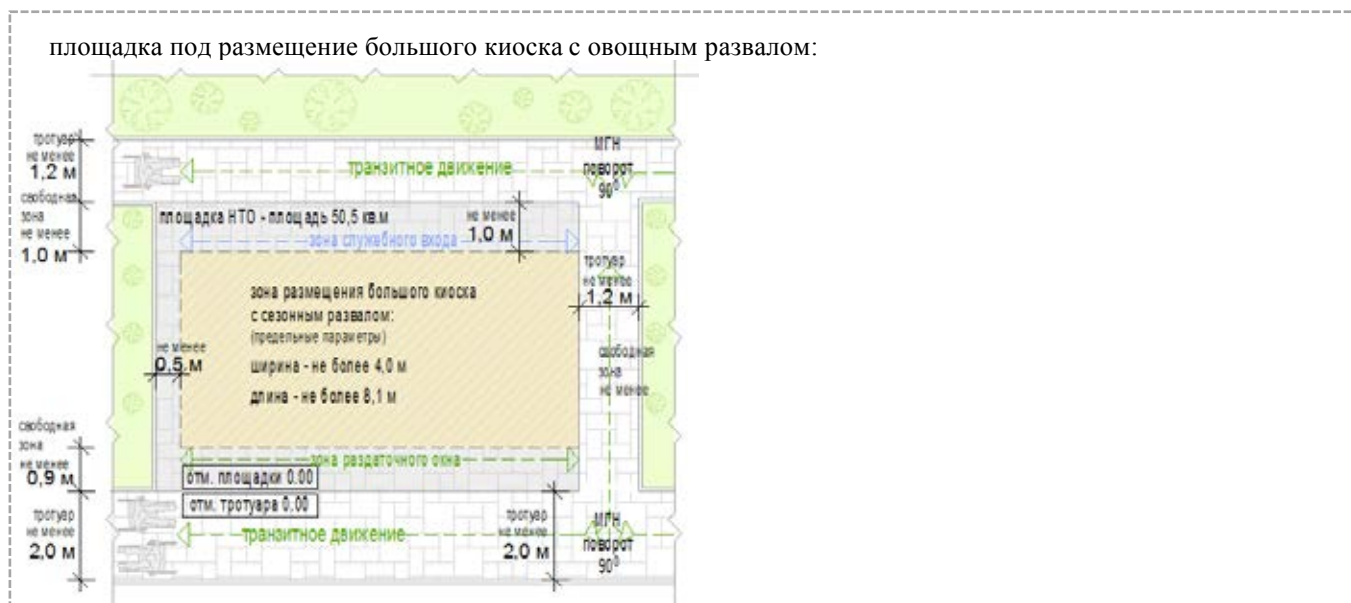 площадка под размещение большого киоска с овощным развалом:
тротуар
не менее
1,2 м
транзитное движение
МГН
поворот
90⁰
свободная
зона
не менее
1,0 м
площадка НТО - площадь 50,5 кв.м
не менее
1,0 м
зона служебного входа
тротуар
не менее
1,2 м
зона размещения большого киоска
с сезонным развалом:
(предельные параметры)
ширина - не более 4,0 м
длина - не более 8,1 м
не менее
0,5 м
свободная
зона
не менее
свободная
зона
не менее
0,9 м
зона раздаточного окна
отм. площадки 0.00
отм. тротуара 0.00
тротуар
не менее
2,0 м
транзитное движение
тротуар
не менее
2,0 м
МГН
поворот
90⁰